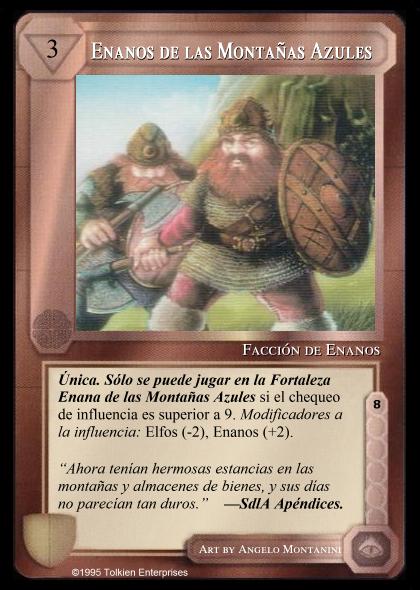 3
ENANOS DE LAS MONTAÑAS AZULES
FACCIÓN DE ENANOS
Única. Sólo se puede jugar en la Fortaleza
Enana de las Montañas Azules si el chequeo
de influencia es superior a 9. Modificadores a
la influencia: Elfos (-2), Enanos (+2).
8
“Ahora tenían hermosas estancias en las
montañas y almacenes de bienes, y sus días
no parecían tan duros.” —SdlA Apéndices.
ART BY ANGELO MONTANINI
©1995 Tolkien Enterprises